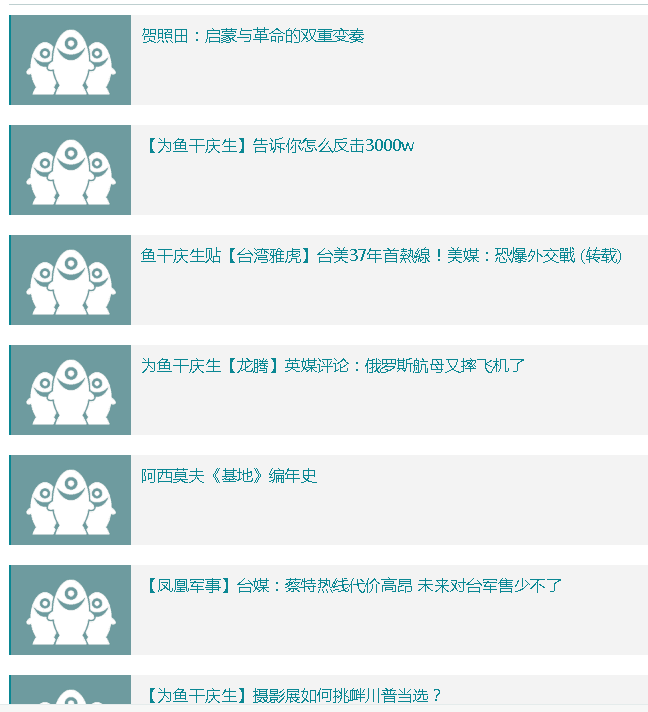 贺照田：启蒙与革命的双重变奏
【为鱼干庆生】告诉你怎么反击3000w
鱼干庆生贴【台湾雅虎】台美37年首熱線！美媒：恐爆外交戰 (转载)
为鱼干庆生【龙腾】英媒评论：俄罗斯航母又摔飞机了
阿西莫夫《基地》编年史
【凤凰军事】台媒：蔡特热线代价高昂 未来对台军售少不了
【为鱼干庆生】摄影展如何挑衅川普当选？